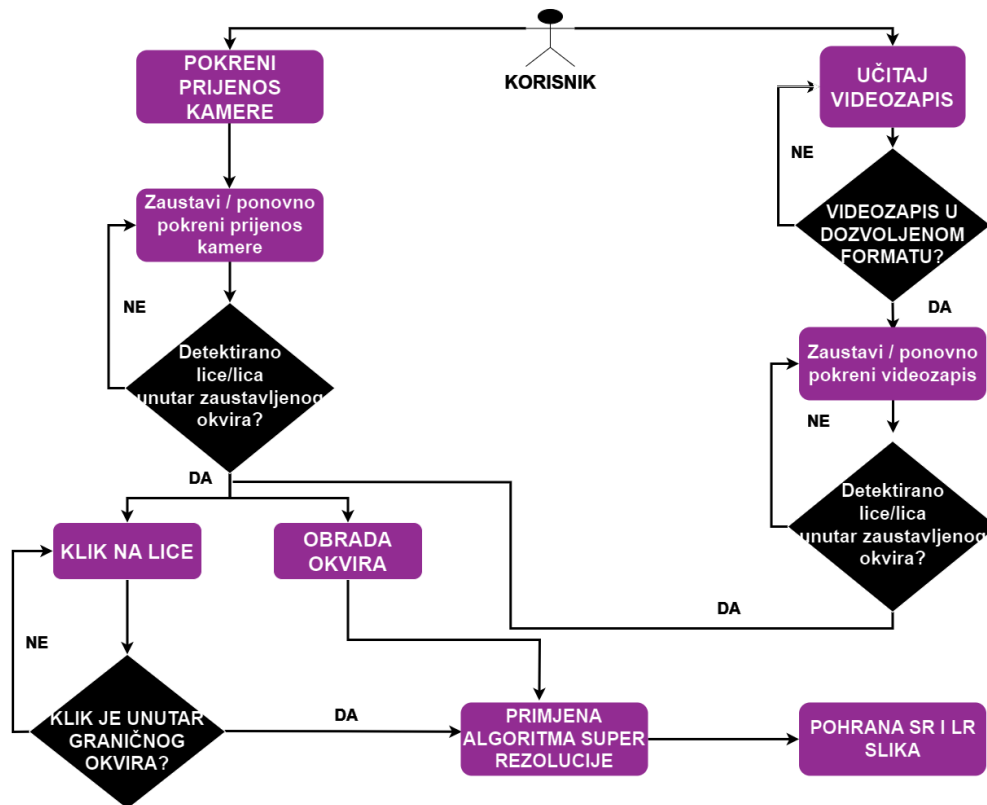 KORISNIK
POKRENI
PRIJENOS
KAMERE
UČITAJ
VIDEOZAPIS
NE
Zaustavi / ponovno
pokreni prijenos
kamere
VIDEOZAPIS U
DOZVOLJENOM
FORMATU?
NE
DA
Detektirano
lice/lica
unutar zaustavljenog
okvira?
Zaustavi / ponovno
pokreni videozapis
NE
DA
Detektirano
lice/lica
unutar zaustavljenog
okvira?
KLIK NA LICE
OBRADA
OKVIRA
DA
NE
KLIK JE UNUTAR
GRANIČNOG
OKVIRA?
DA
PRIMJENA
ALGORITMA SUPER
REZOLUCIJE
POHRANA SR I LR
SLIKA